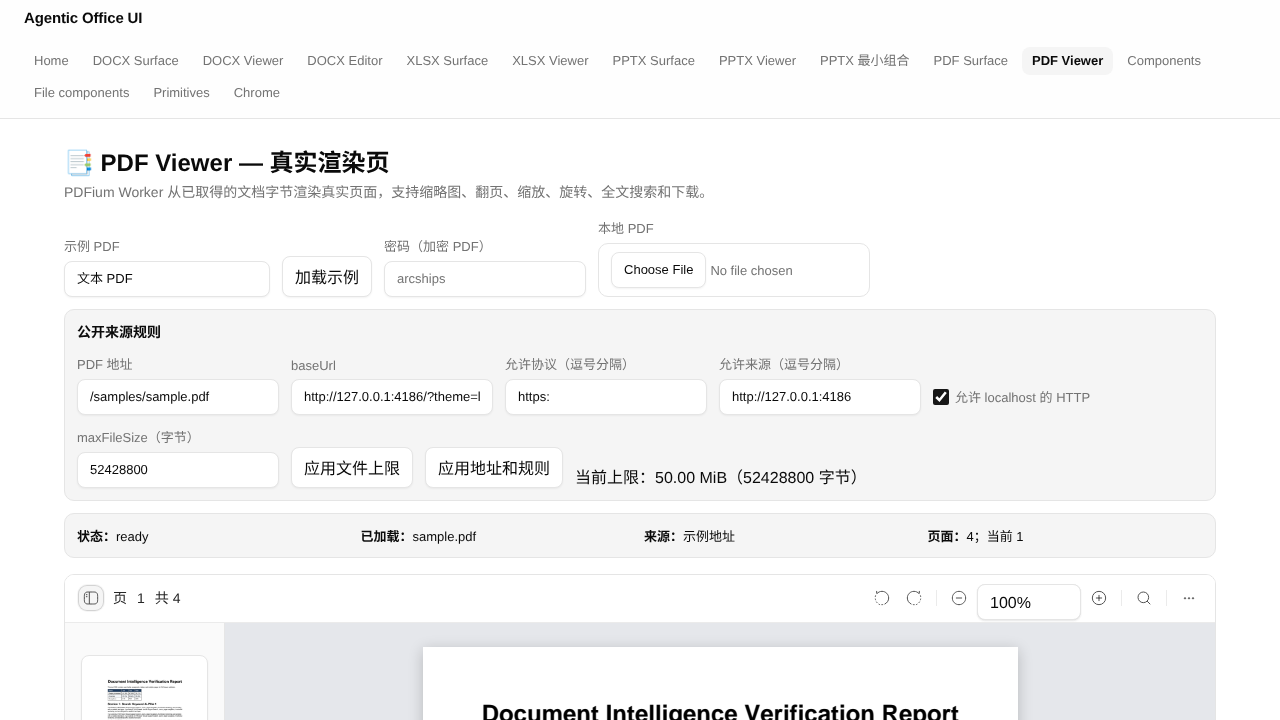 Agentic Office UI
Home DOCX Surface DOCX Viewer DOCX Editor XLSX Surface XLSX Viewer PPTX Surface PPTX Viewer PPTX 最小组合 PDF Surface PDF Viewer Components
File components Primitives Chrome
PDF Viewer — 真实渲染页
PDFium Worker 从已取得的文档字节渲染真实页面，支持缩略图、翻页、缩放、旋转、全文搜索和下载。
示例 PDF 密码（加密 PDF） 本地 PDF
文本 PDF 加载示例 arcships Choose File No file chosen
公开来源规则
PDF 地址 baseUrl 允许协议（逗号分隔） 允许来源（逗号分隔）
/samples/sample.pdf http://127.0.0.1:4186/?theme=l https: http://127.0.0.1:4186 允许 localhost 的 HTTP
maxFileSize（字节）
52428800 应用文件上限 应用地址和规则 当前上限：50.00 MiB（52428800 字节）
状态：ready 已加载：sample.pdf 来源：示例地址 页面：4；当前 1
页 1 共 4 100%
Document Intelligence Verification Report
Document Intelligence Verification Report